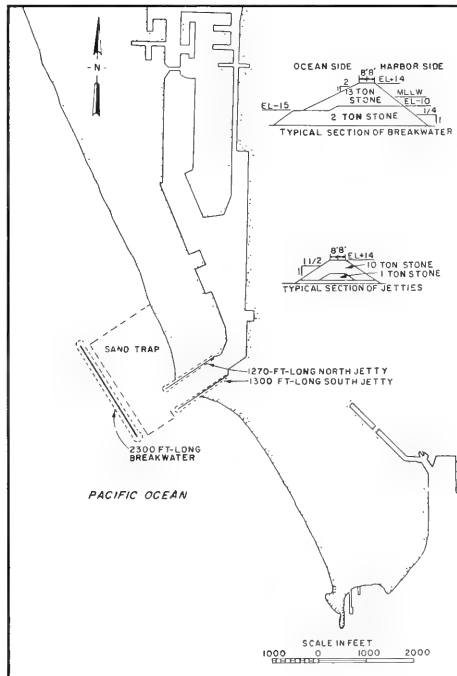 -N-
OCEAN SIDE HARBOR SIDE
8' 8' EL+14
2
1
13 TON
STONE
MLLW
EL-10
EL-15
1 1/4
1
2 TON STONE
TYPICAL SECTION OF BREAKWATER
8' 8' EL+14
1 1/2
1
10 TON STONE
1 TON STONE
TYPICAL SECTION OF JETTIES
SAND TRAP
1270-FT-LONG NORTH JETTY
1300 FT-LONG SOUTH JETTY
2300 FT-LONG
BREAKWATER
PACIFIC OCEAN
SCALE IN FEET
1000 0 1000 2000